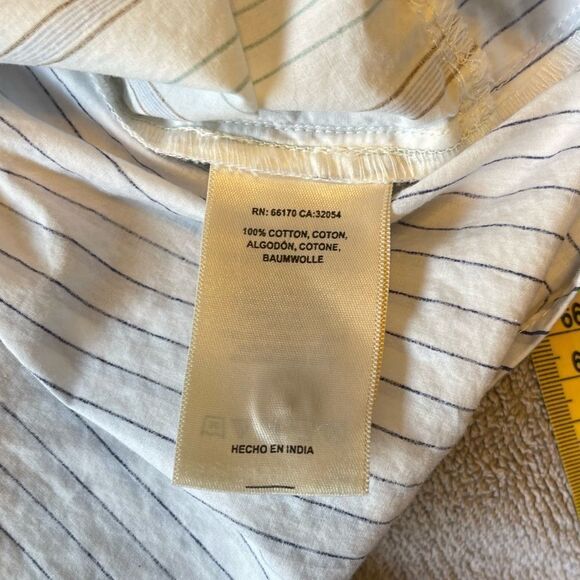 RN: 66170 CA:32054
100% COTTON, COTON,
ALGODÓN, COTONE,
BAUMWOLLE
HECHO EN INDIA